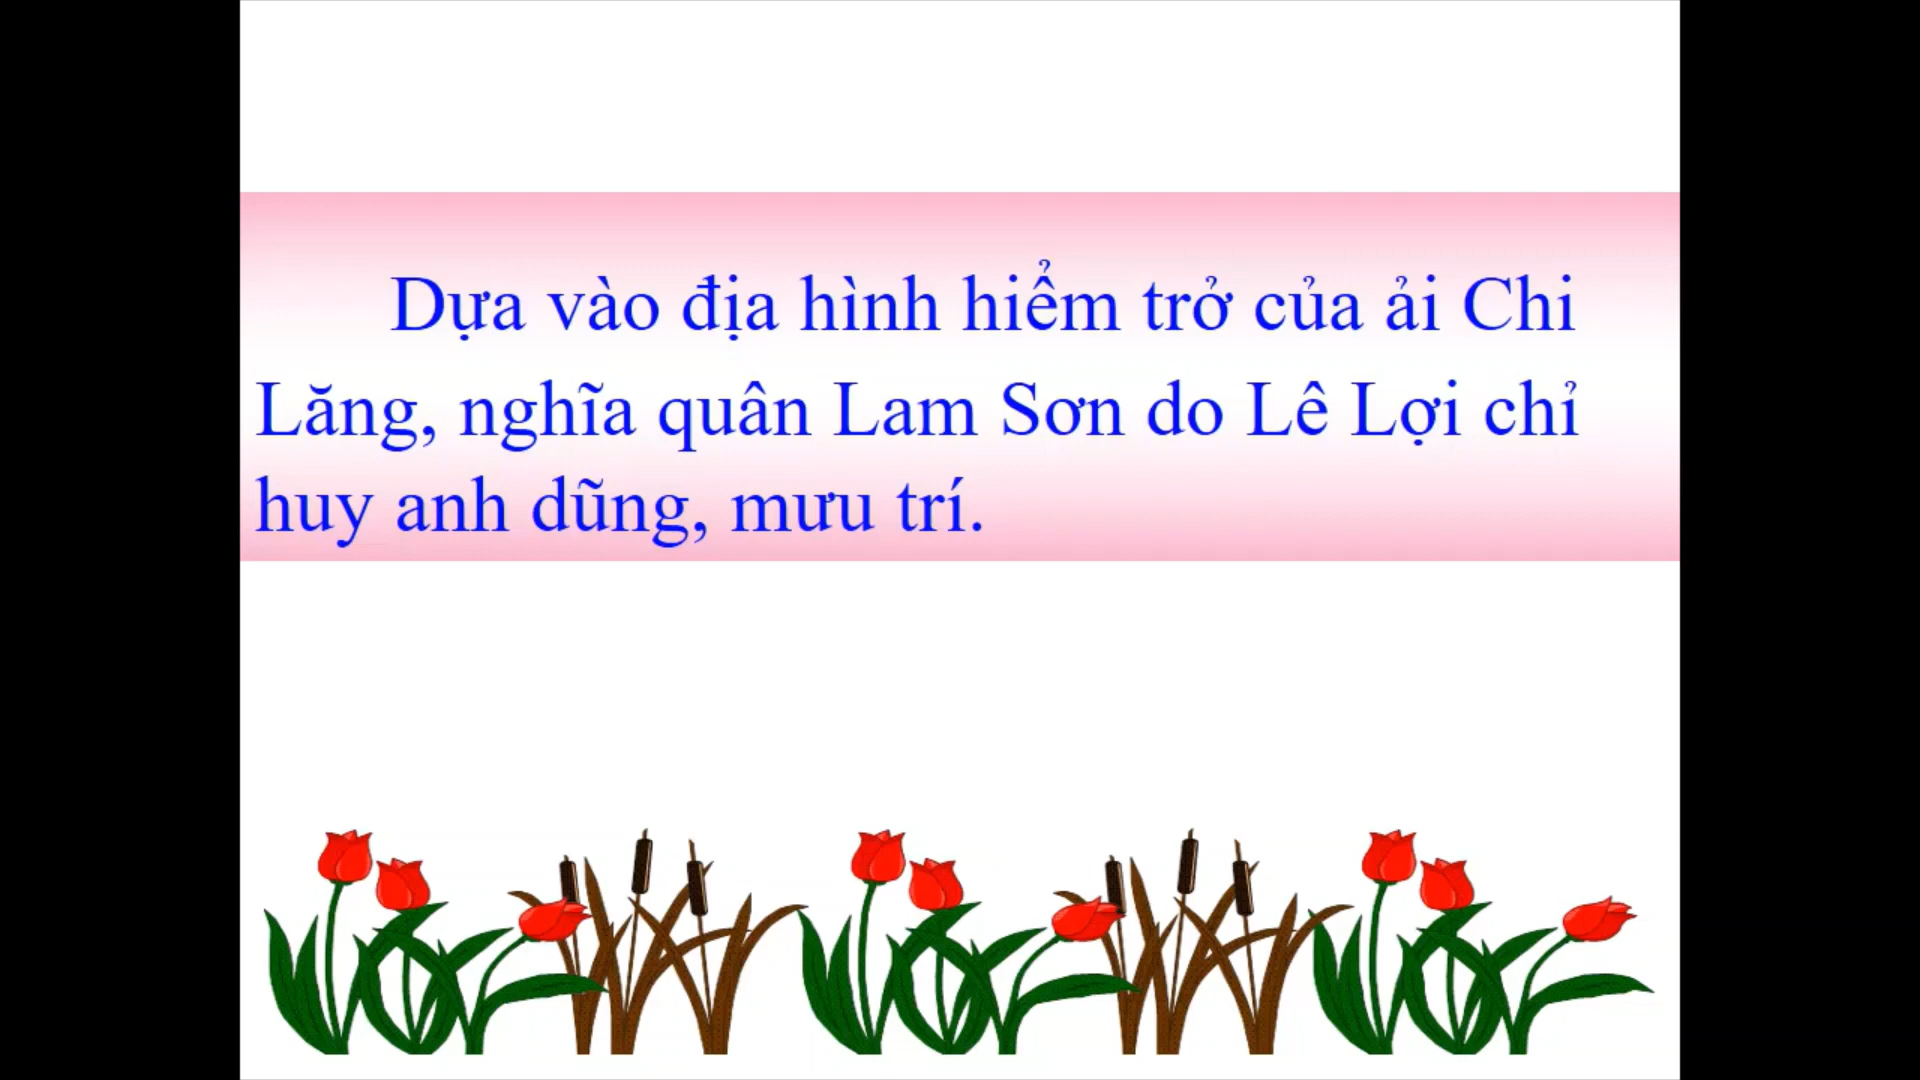 Dựa vào địa hình hiểm trở của ải Chi
Lăng, nghĩa quân Lam Sơn do Lê Lợi chỉ
huy anh dũng, mưu trí.